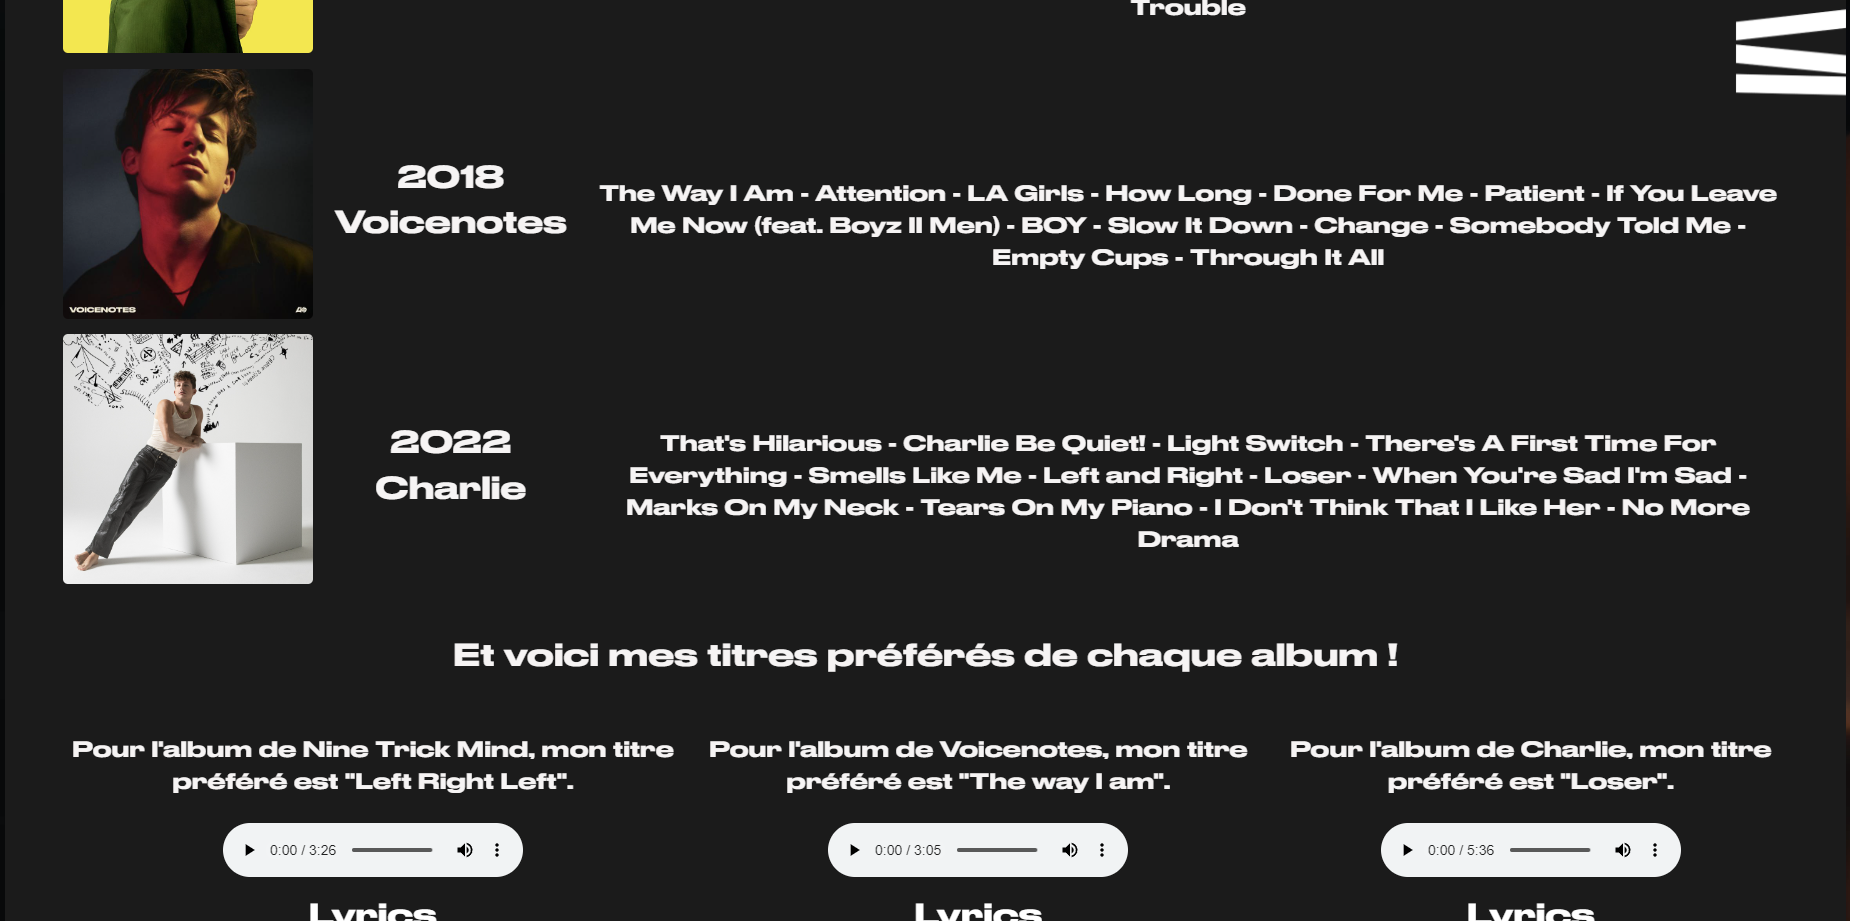 Trouble
2018
Voicenotes
The Way I Am - Attention - LA Girls - How Long - Done For Me - Patient - If You Leave
Me Now (feat. Boyz II Men) - BOY - Slow It Down - Change - Somebody Told Me -
Empty Cups - Through It All
VOICENOTES
2022
Charlie
That's Hilarious - Charlie Be Quiet! - Light Switch - There's A First Time For
Everything - Smells Like Me - Left and Right - Loser - When You're Sad I'm Sad -
Marks On My Neck - Tears On My Piano - I Don't Think That I Like Her - No More
Drama
Et voici mes titres préférés de chaque album !
Pour l'album de Nine Trick Mind, mon titre
préféré est "Left Right Left".
Pour l'album de Voicenotes, mon titre
préféré est "The way I am".
Pour l'album de Charlie, mon titre
préféré est "Loser".
0:00 / 3:26
0:00 / 3:05
0:00 / 5:36
Lyrics
Lyrics
Lyrics